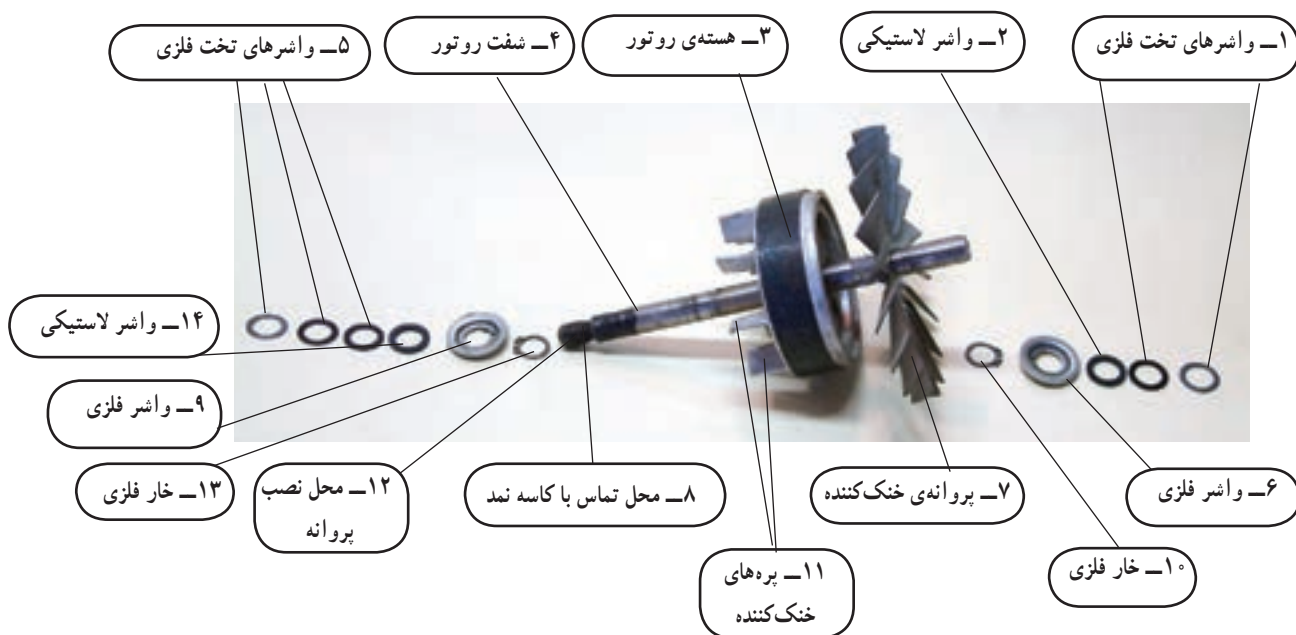 ۱ــ واشرهای تخت فلزی
۲ــ واشر لاستیکی
۳ــ هسته‌ی روتور
۴ــ شفت روتور
۵ــ واشرهای تخت فلزی
۱۴ــ واشر لاستیکی
۹ــ واشر فلزی
۶ــ واشر فلزی
۷ــ پروانه‌ی خنک‌کننده
۸ــ محل تماس با کاسه نمد
۱۲ــ محل نصب
پروانه
۱۳ــ خار فلزی
۱۰ــ خار فلزی
۱۱ــ پره‌های
خنک‌کننده